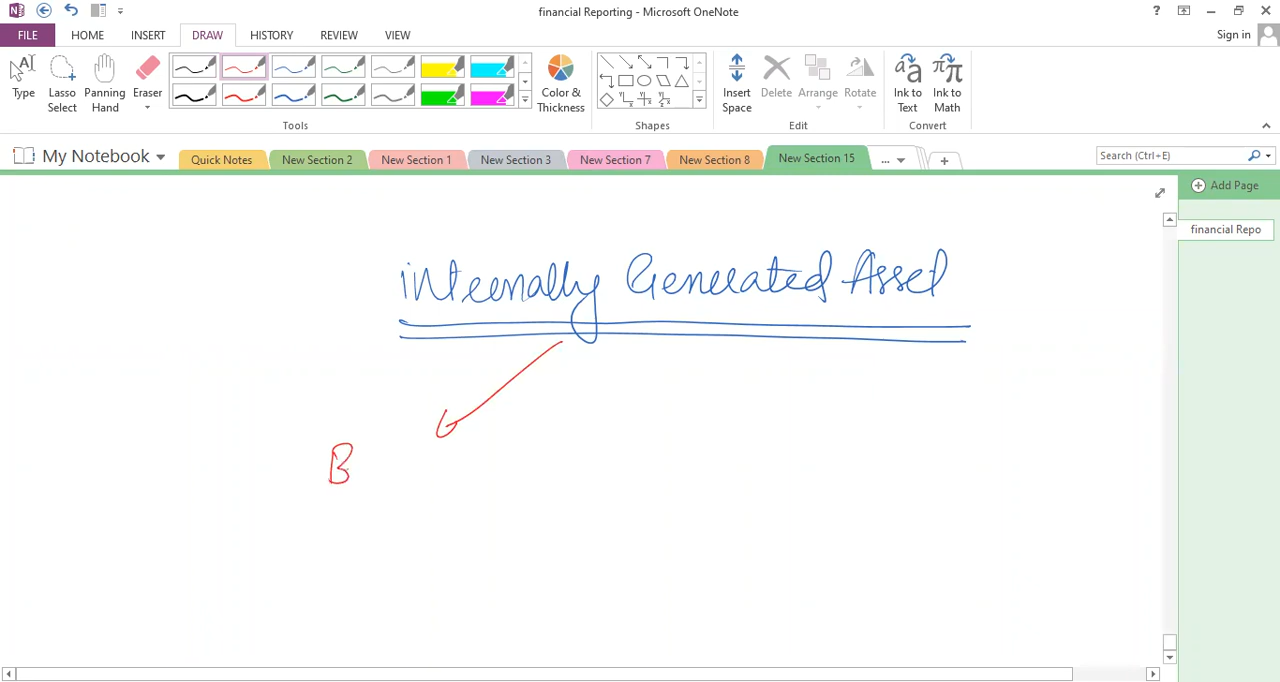 financial Reporting - Microsoft OneNote
?
FILE HOME INSERT DRAW HISTORY REVIEW VIEW
Sign in
Type
Lasso Select
Panning Hand
Eraser
Color & Thickness
Insert Space
Delete
Arrange
Rotate
Ink to Text
Ink to Math
Tools
Shapes
Edit
Convert
My Notebook
Quick Notes New Section 2 New Section 1 New Section 3 New Section 7 New Section 8 New Section 15 ...
Search (Ctrl+E)
Add Page
financial Repo
internally Generated Asset
B